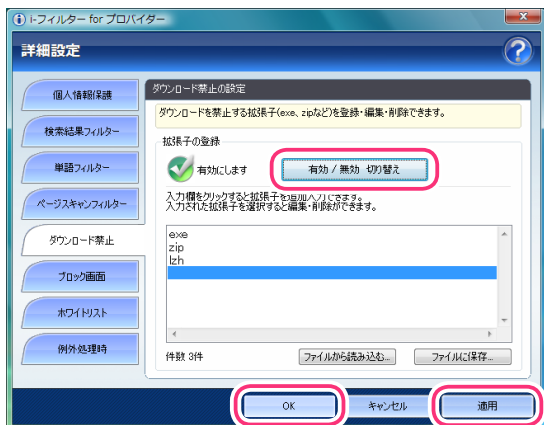 i-フィルター for プロバイダー
詳細設定
個人情報保護
検索結果フィルター
単語フィルター
ページスキャンフィルター
ダウンロード禁止
ブロック画面
ホワイトリスト
例外処理時
ダウンロード禁止の設定
ダウンロードを禁止する拡張子(exe、zipなど)を登録・編集・削除できます。
拡張子の登録
有効にします
有効 / 無効 切り替え
入力欄をクリックすると拡張子を追加入力できます。
入力された拡張子を選択すると編集・削除ができます。
exe
zip
lzh
件数 3件
ファイルから読み込む...
ファイルに保存...
OK
キャンセル
適用